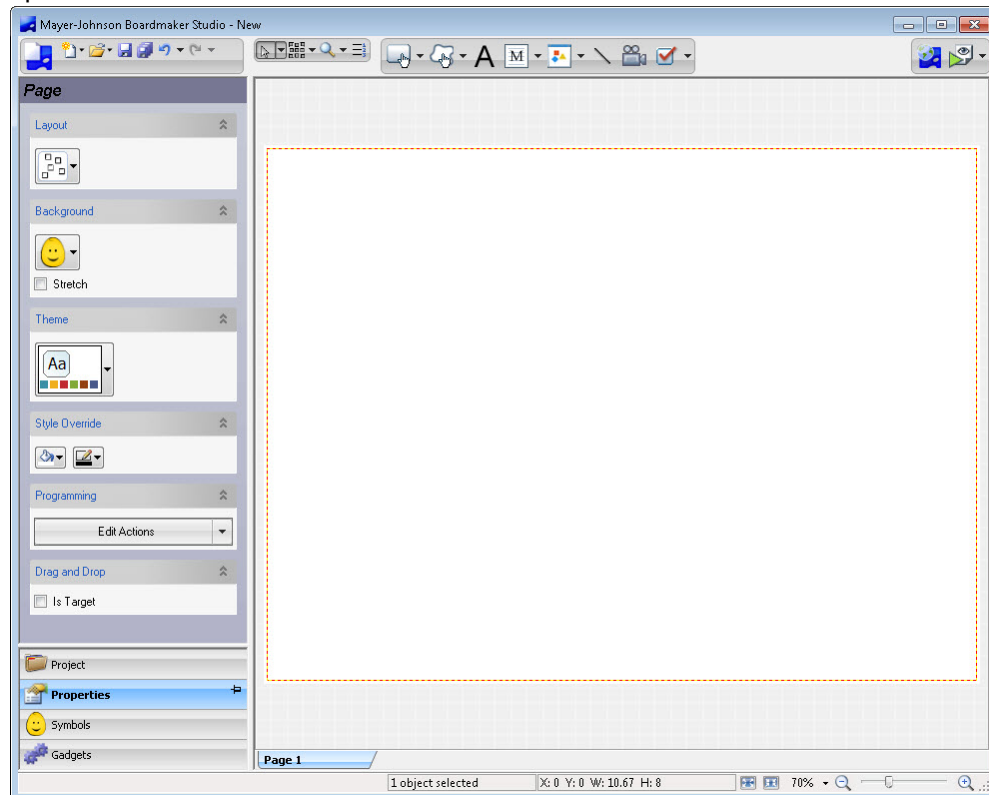 Mayer-Johnson Boardmaker Studio - New
A
M
Page
Layout
Background
Stretch
Theme
Aa
Style Override
Programming
Edit Actions
Drag and Drop
Is Target
Project
Properties
Symbols
Gadgets
Page 1
1 object selected
X: 0 Y: 0 W: 10.67 H: 8
70%